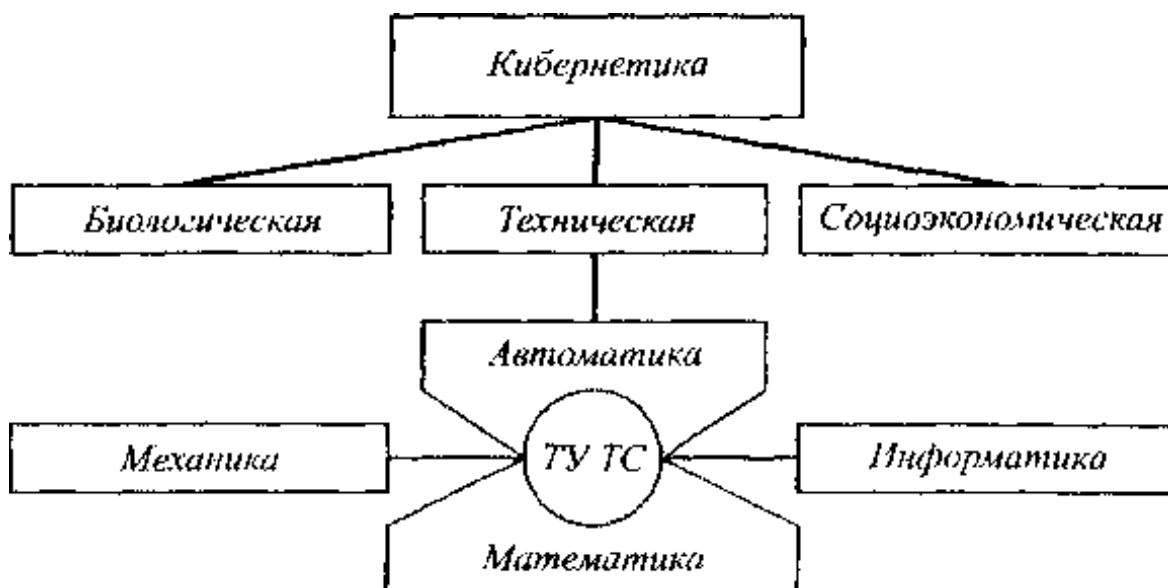 Кибернетика
Биологическая
Техническая
Социоэкономическая
Автоматика
Механика
ТУ ТС
Информатика
Математика